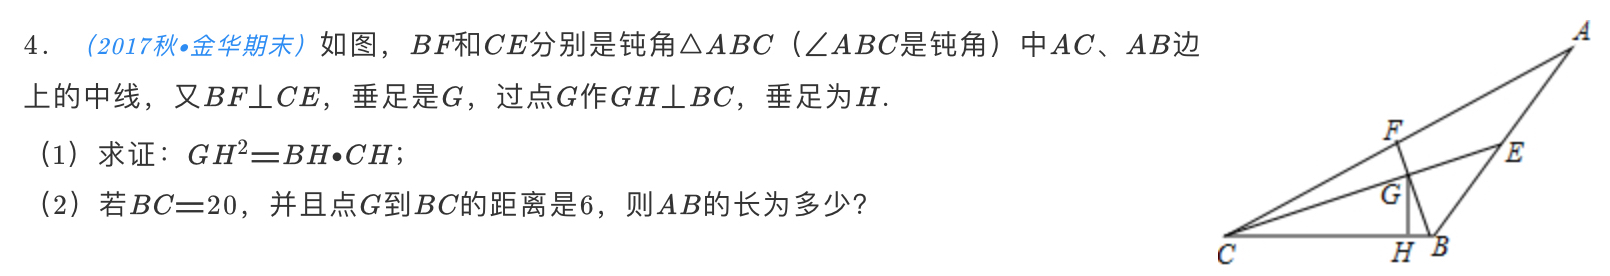 4. （2017秋•金华期末）如图，BF和CE分别是钝角△ABC（∠ABC是钝角）中AC、AB边
上的中线，又BF⊥CE，垂足是G，过点G作GH⊥BC，垂足为H.
（1）求证：GH²=BH•CH；
（2）若BC=20，并且点G到BC的距离是6，则AB的长为多少？
A
F
E
G
C
H
B